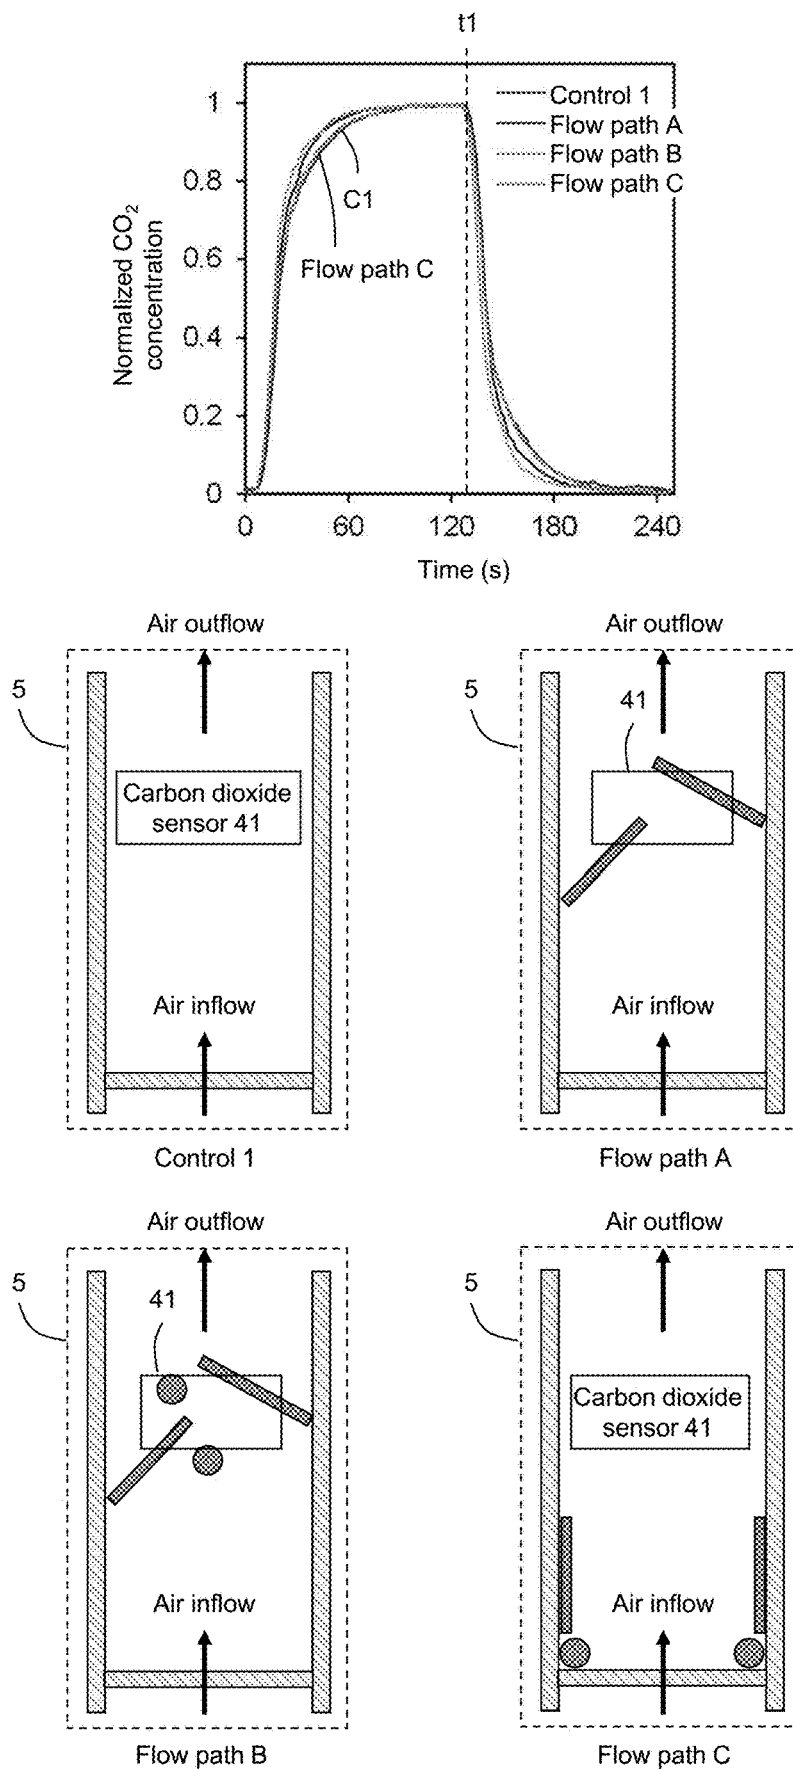 t1
1
0.8
0.6
0.4
0.2
0
Normalized CO2
concentration
Control 1
Flow path A
Flow path B
Flow path C
C1
Flow path C
0 60 120 180 240
Time (s)
Air outflow
5
Carbon dioxide
sensor 41
Air inflow
Control 1
Air outflow
5
41
Air inflow
Flow path A
Air outflow
5
41
Air inflow
Flow path B
Air outflow
5
Carbon dioxide
sensor 41
Air inflow
Flow path C